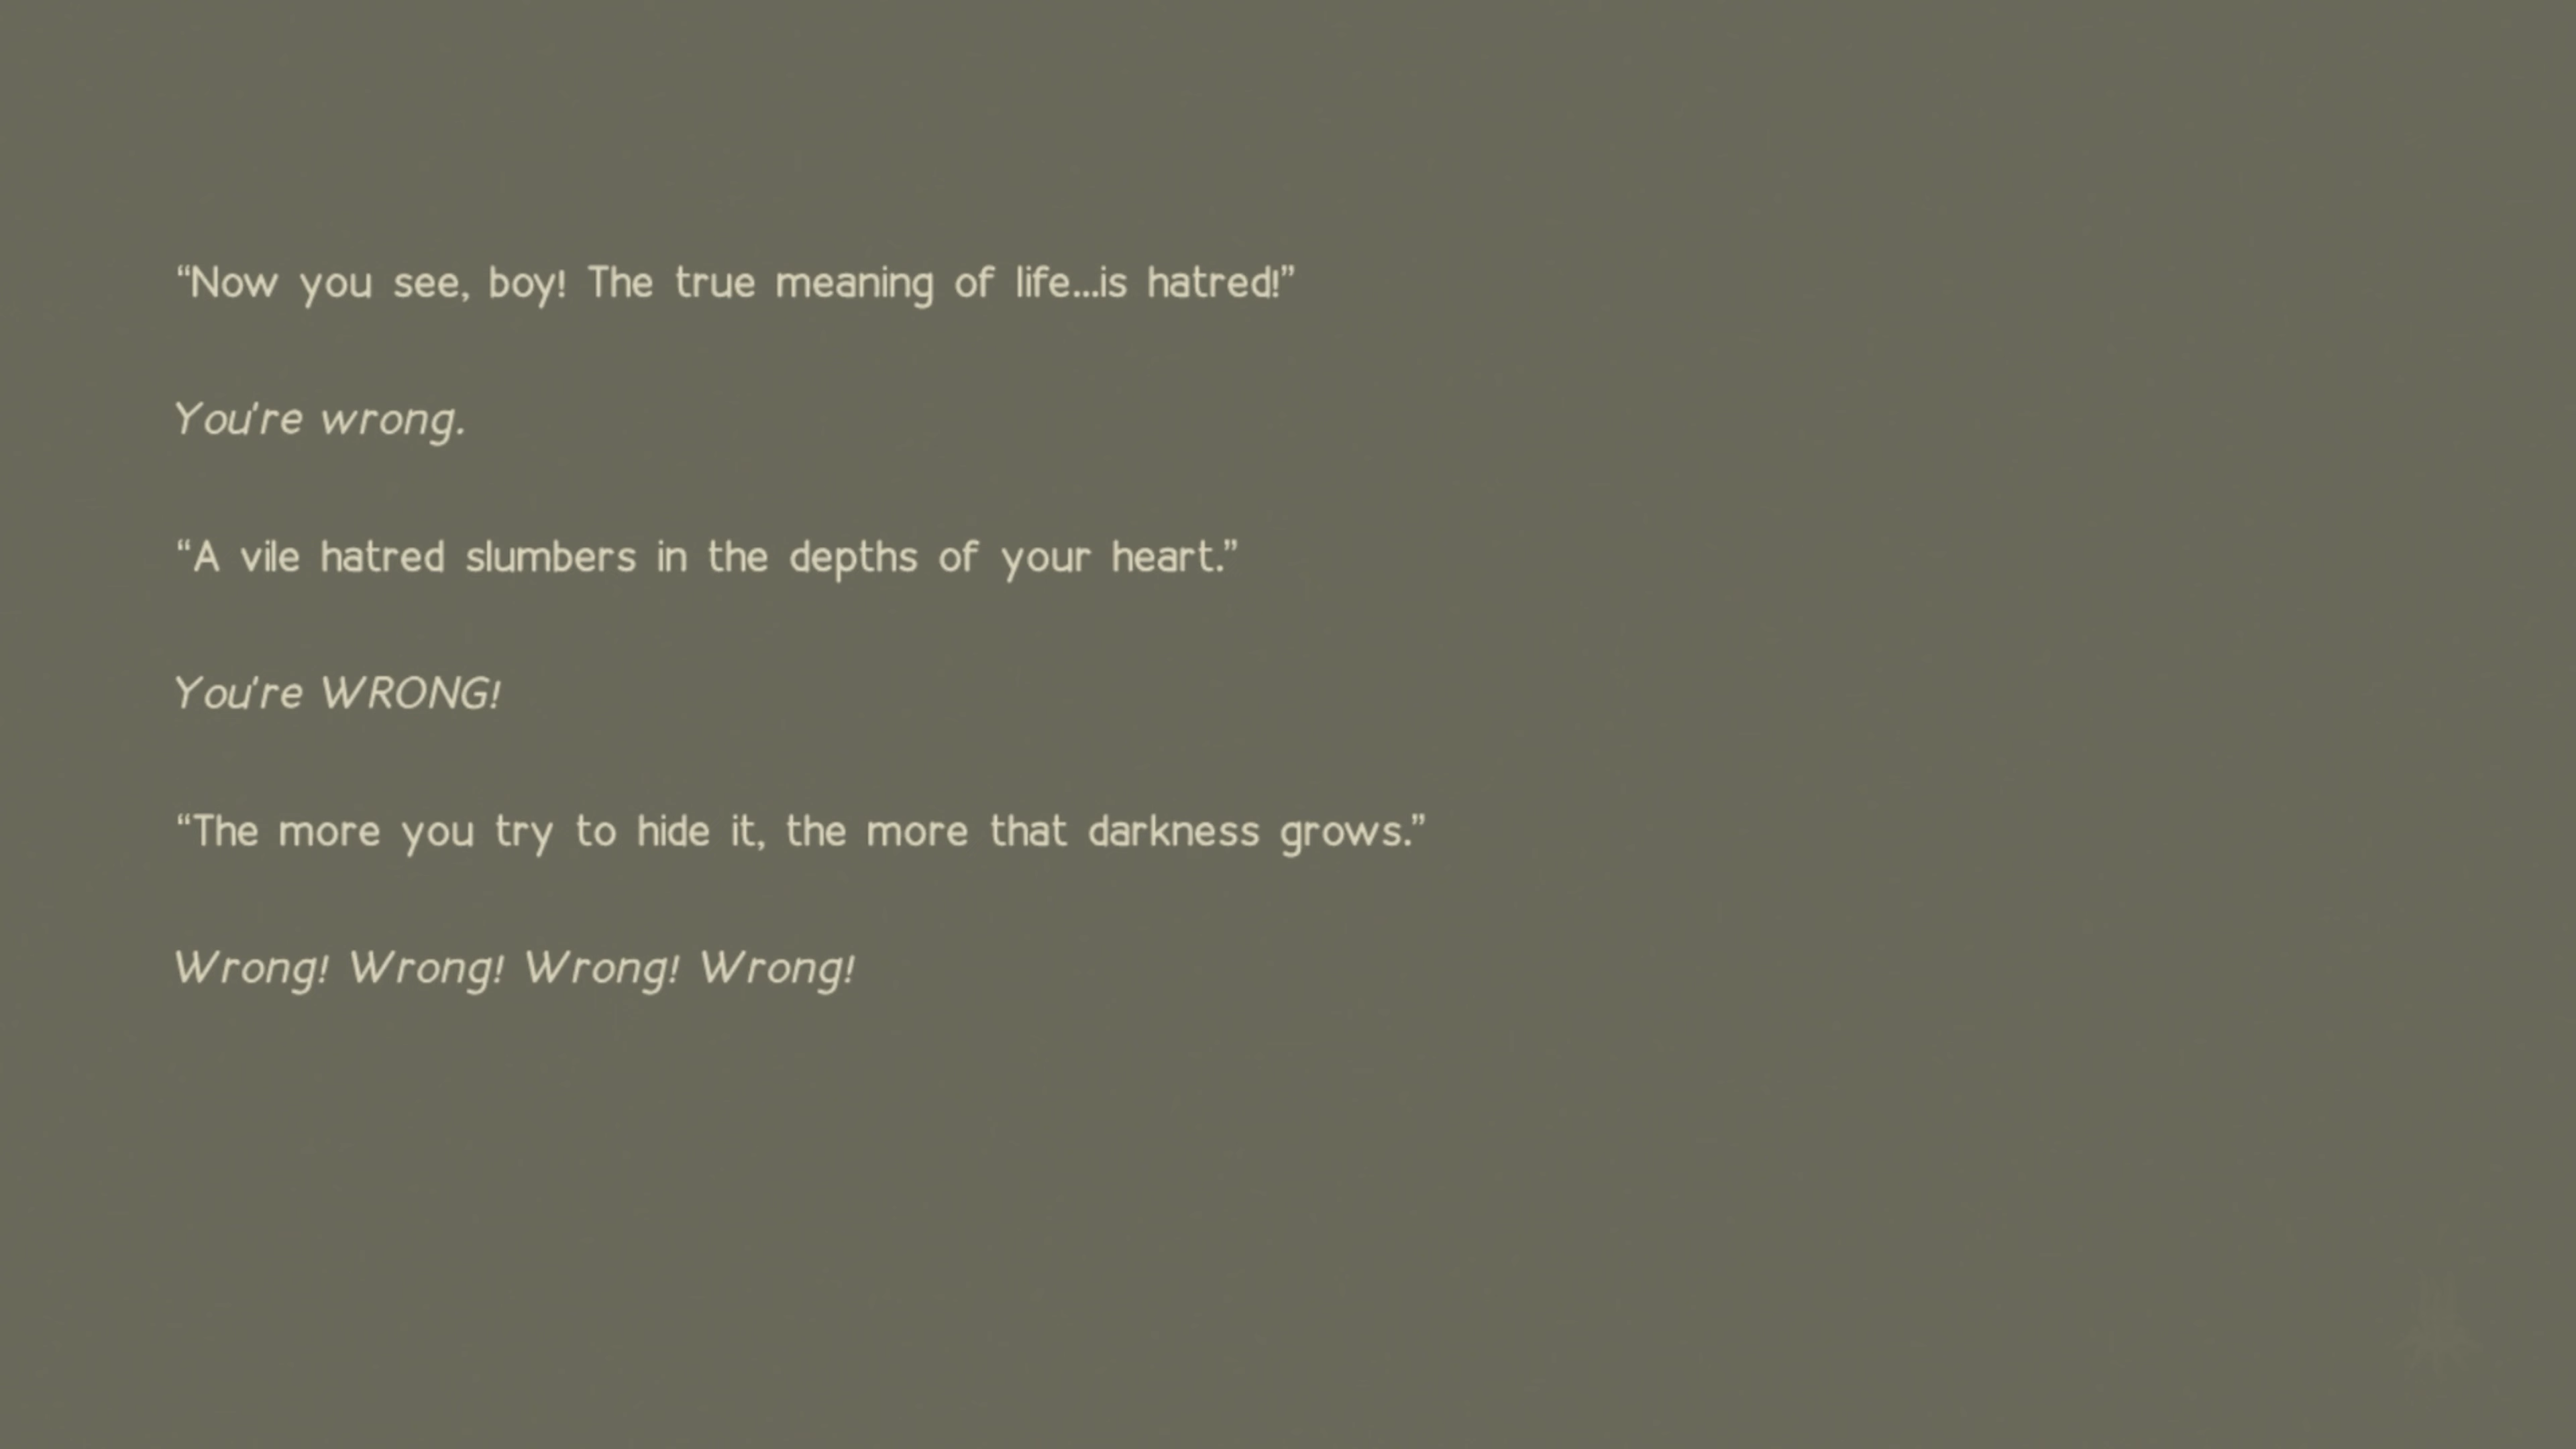 “Now you see, boy! The true meaning of life...is hatred!”
You're wrong.
“A vile hatred slumbers in the depths of your heart.”
You're WRONG!
“The more you try to hide it, the more that darkness grows.”
Wrong! Wrong! Wrong! Wrong!